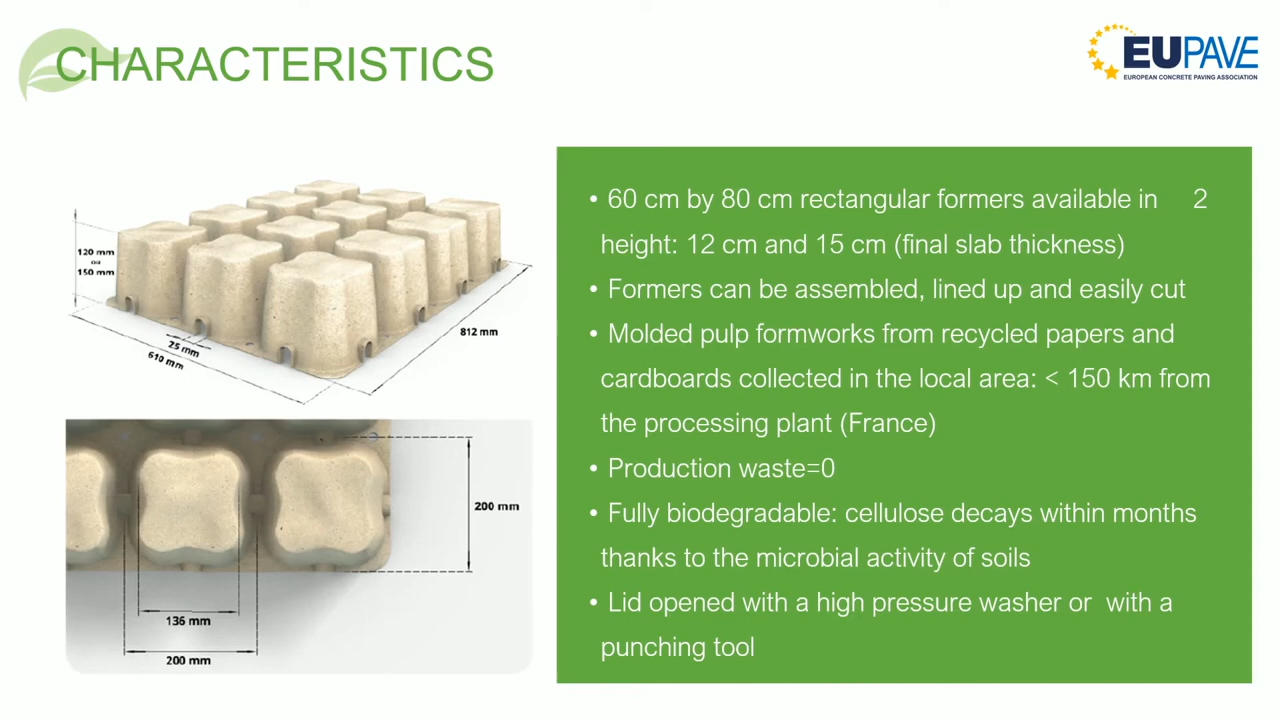 CHARACTERISTICS
EUPAVE
EUROPEAN CONCRETE PAVING ASSOCIATION
120 mm
ou
150 mm
25 mm
610 mm
812 mm
200 mm
136 mm
200 mm
• 60 cm by 80 cm rectangular formers available in 2
height: 12 cm and 15 cm (final slab thickness)
• Formers can be assembled, lined up and easily cut
• Molded pulp formworks from recycled papers and
cardboards collected in the local area: < 150 km from
the processing plant (France)
• Production waste=0
• Fully biodegradable: cellulose decays within months
thanks to the microbial activity of soils
• Lid opened with a high pressure washer or with a
punching tool